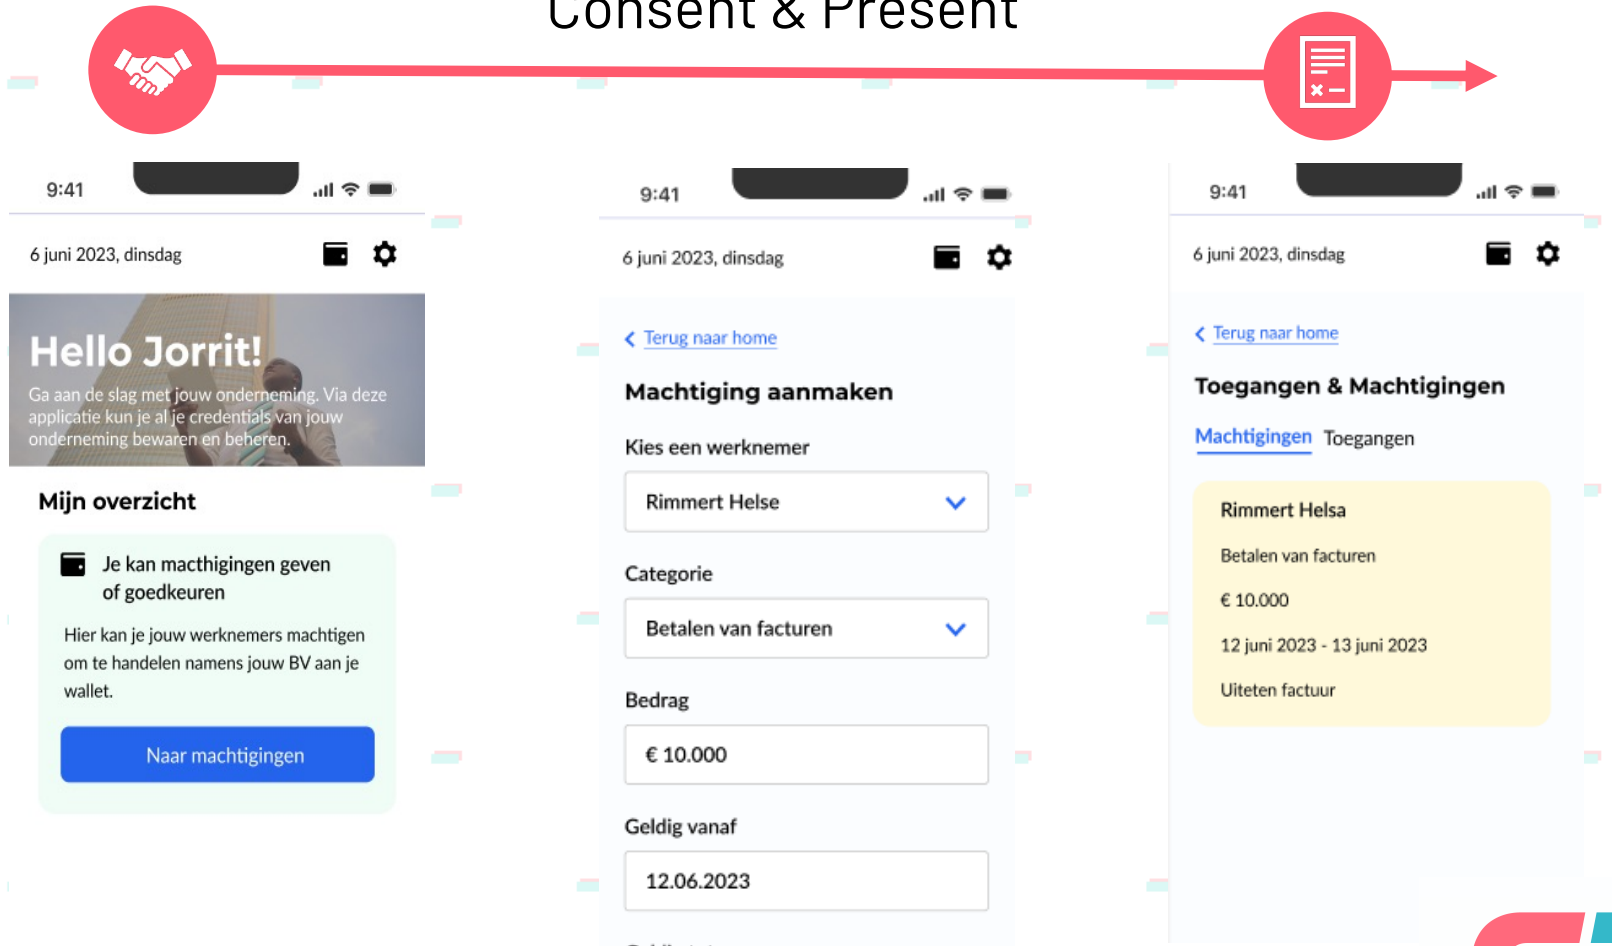 Consent & Present
9:41
6 juni 2023, dinsdag
Hello Jorrit!
Ga aan de slag met jouw onderneming. Via deze
applicatie kun je al je credentials van jouw
onderneming bewaren en beheren.
Mijn overzicht
Je kan macthigingen geven
of goedkeuren
Hier kan je jouw werknemers machtigen
om te handelen namens jouw BV aan je
wallet.
Naar machtigingen
9:41
6 juni 2023, dinsdag
Terug naar home
Machtiging aanmaken
Kies een werknemer
Rimmert Helse
Categorie
Betalen van facturen
Bedrag
€ 10.000
Geldig vanaf
12.06.2023
9:41
6 juni 2023, dinsdag
Terug naar home
Toegangen & Machtigingen
Machtigingen Toegangen
Rimmert Helsa
Betalen van facturen
€ 10.000
12 juni 2023 - 13 juni 2023
Uiteten factuur